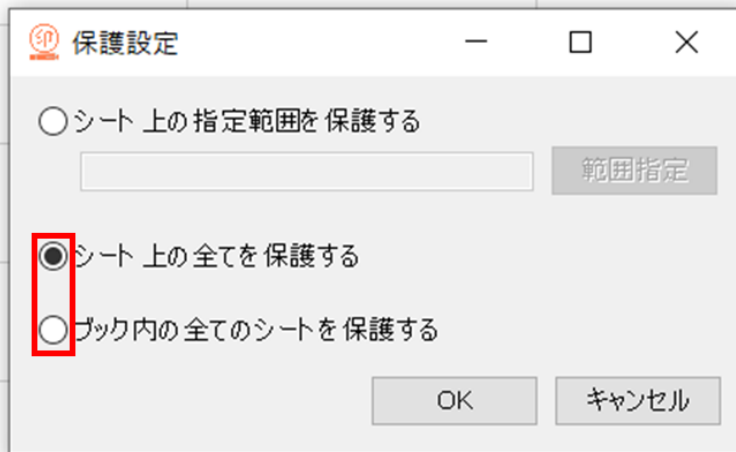 印 保護設定
シート上の指定範囲を保護する
範囲指定
シート上の全てを保護する
ブック内の全てのシートを保護する
OK キャンセル